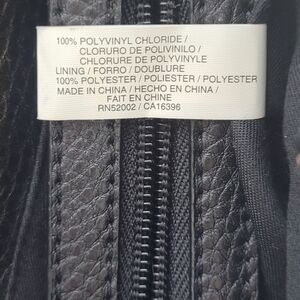 100% POLYVINYL CHLORIDE /
CLORURO DE POLIVINILO /
CHLORURE DE POLYVINYLE
LINING / FORRO / DOUBLURE
100% POLYESTER / POLIESTER / POLYESTER
MADE IN CHINA / HECHO EN CHINA /
FAIT EN CHINE
RN52002 / CA16396